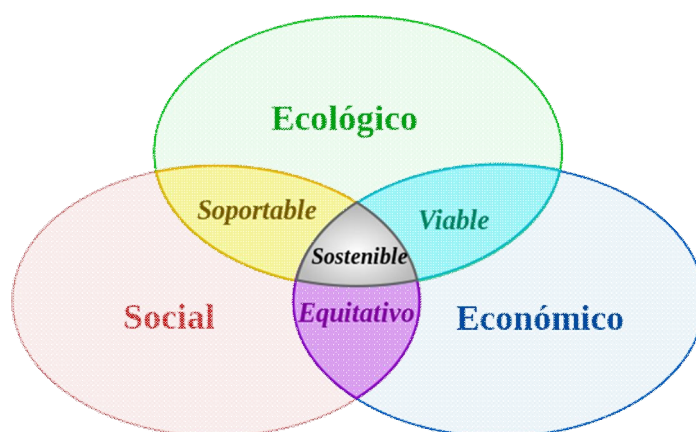 Ecológico
Soportable
Viable
Sostenible
Social
Equitativo
Económico